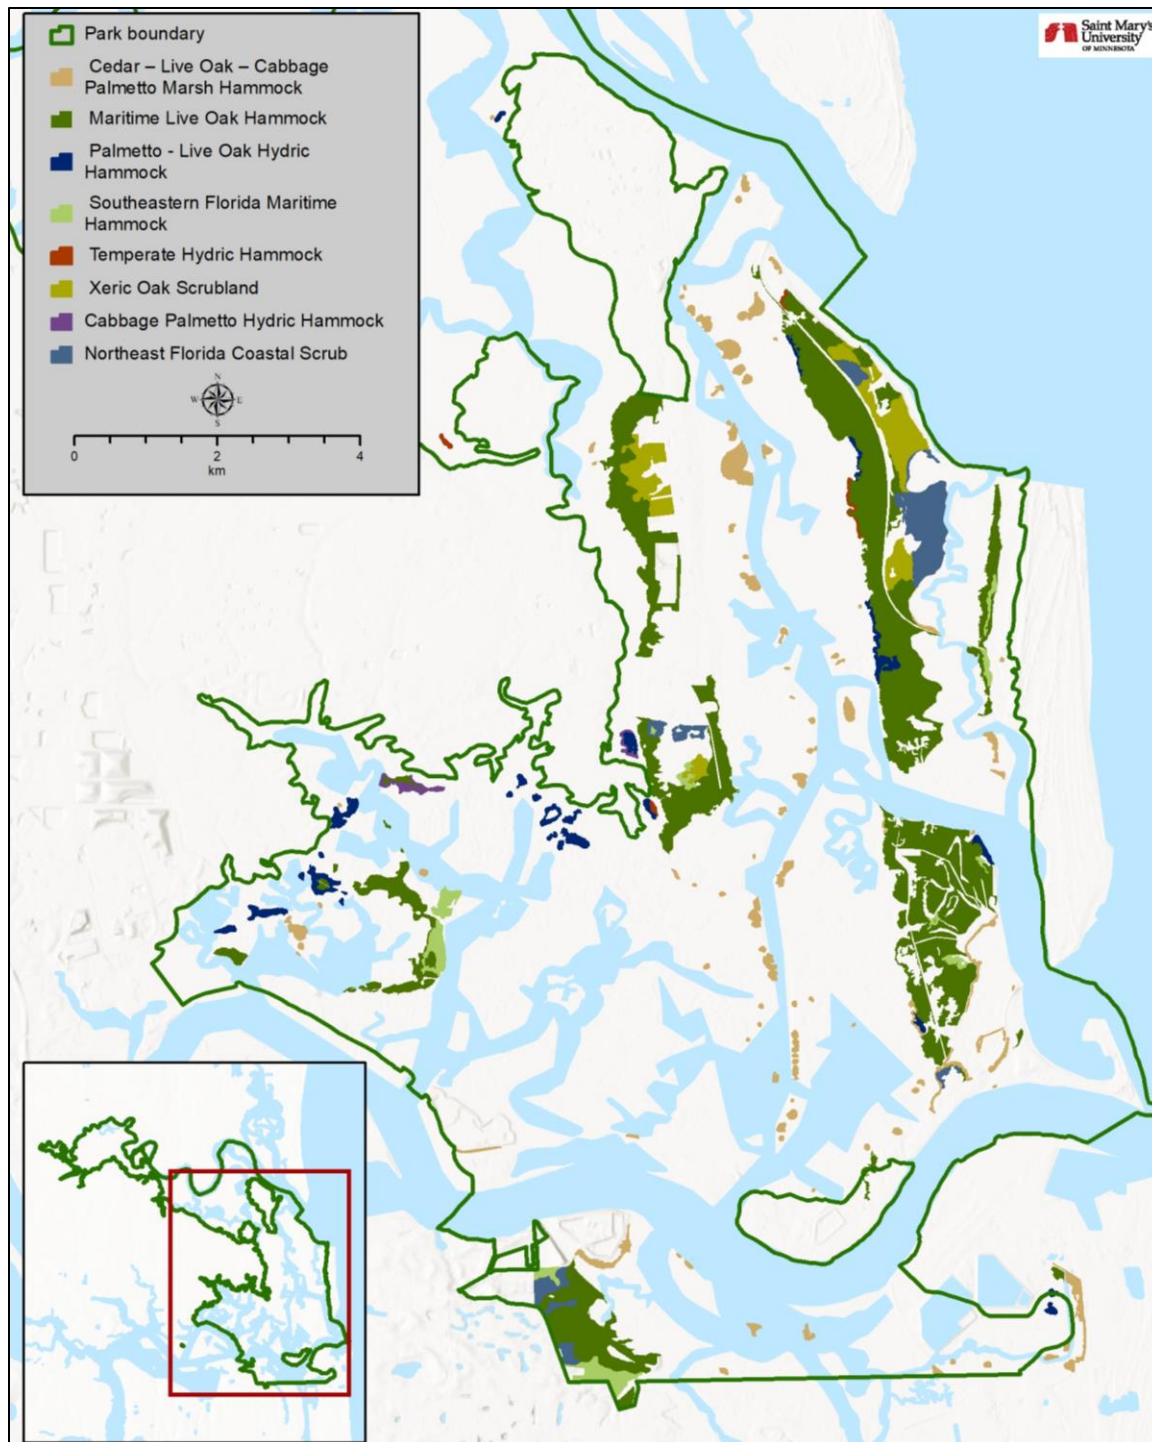 Park boundary
Cedar – Live Oak – Cabbage
Palmetto Marsh Hammock
Maritime Live Oak Hammock
Palmetto - Live Oak Hydric
Hammock
Southeastern Florida Maritime
Hammock
Temperate Hydric Hammock
Xeric Oak Scrubland
Cabbage Palmetto Hydric Hammock
Northeast Florida Coastal Scrub
N
W E
S
0 2 4
km
Saint Mary's
University
OF MINNESOTA